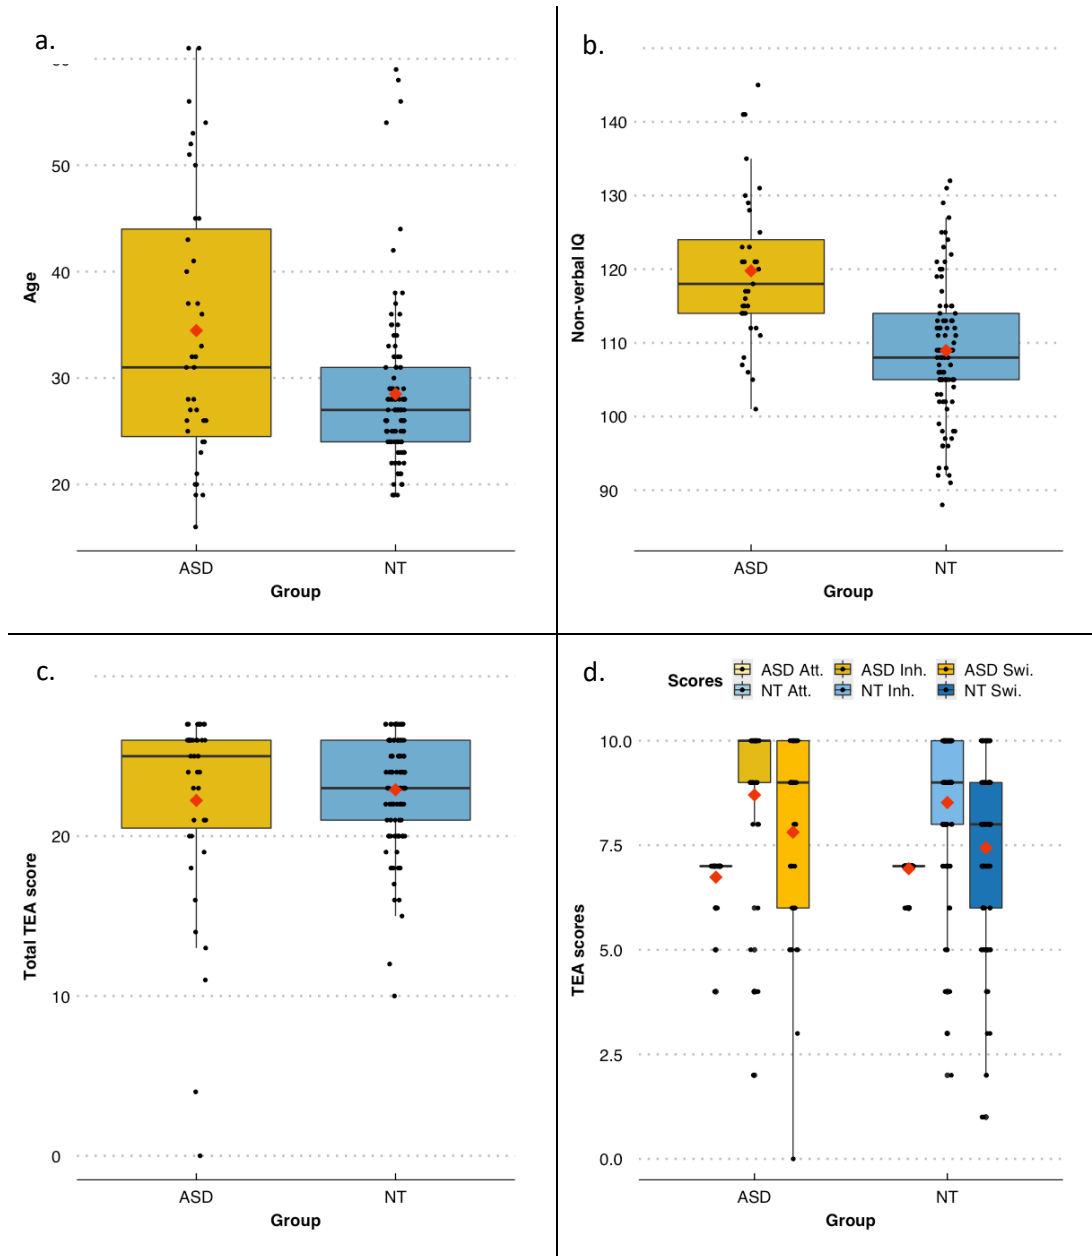 a.
50
40
30
20
Age
ASD NT
Group
b.
140
130
120
110
100
90
Non-verbal IQ
ASD NT
Group
c.
20
10
0
Total TEA score
ASD NT
Group
d.
Scores
ASD Att. ASD Inh. ASD Swi.
NT Att. NT Inh. NT Swi.
10.0
7.5
5.0
2.5
0.0
TEA scores
ASD NT
Group